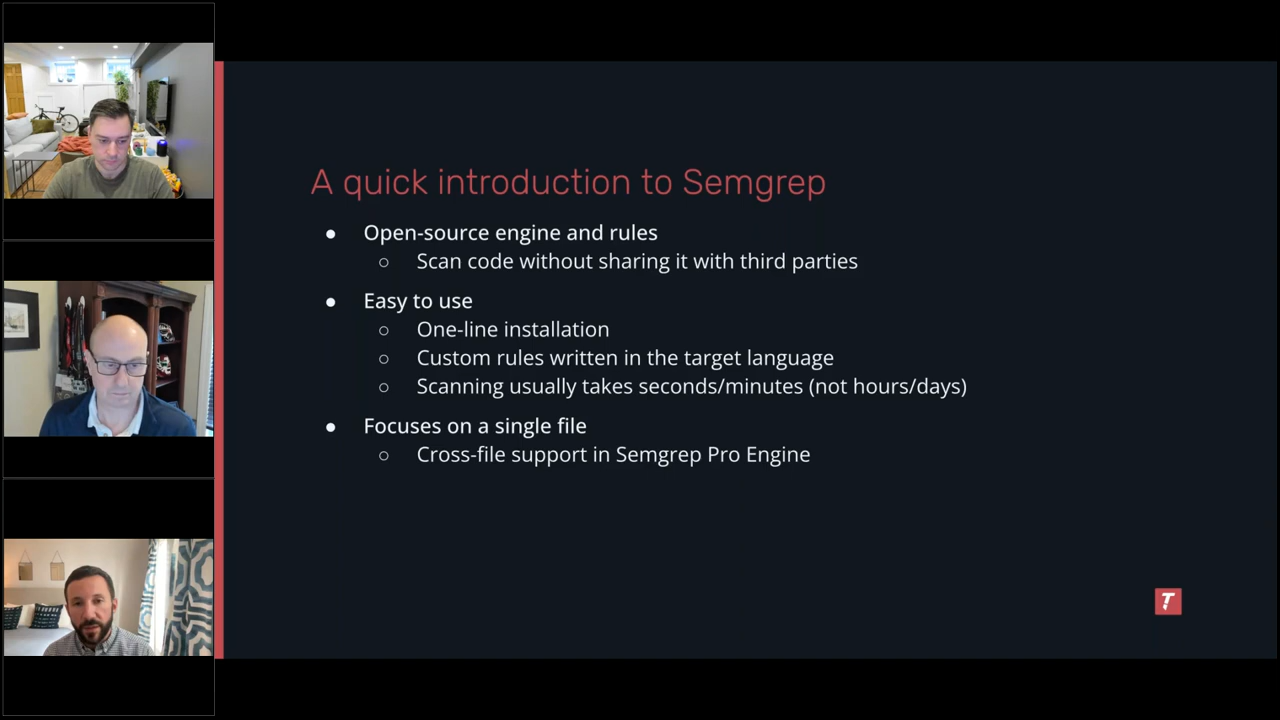 A quick introduction to Semgrep
● Open-source engine and rules
○ Scan code without sharing it with third parties
● Easy to use
○ One-line installation
○ Custom rules written in the target language
○ Scanning usually takes seconds/minutes (not hours/days)
● Focuses on a single file
○ Cross-file support in Semgrep Pro Engine